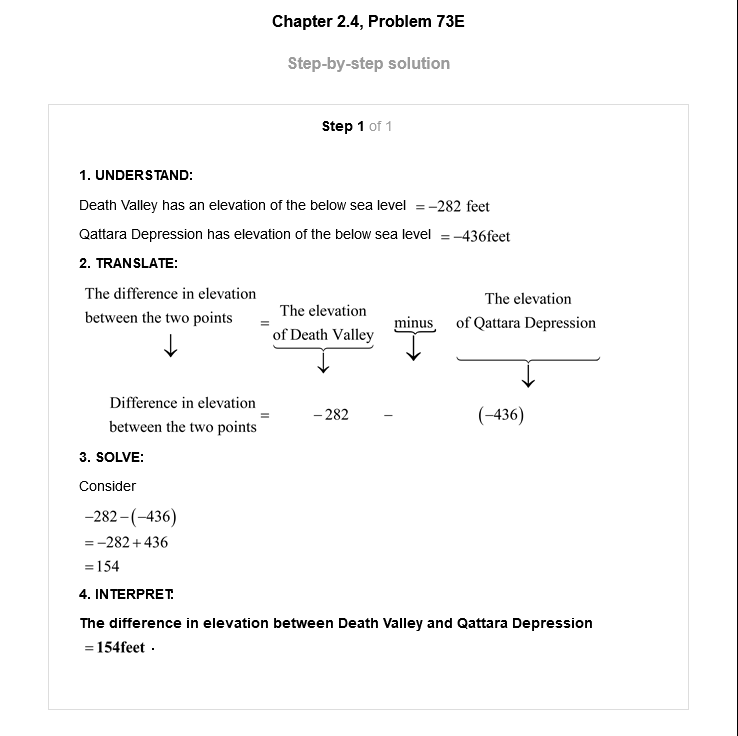 Chapter 2.4, Problem 73E
Step-by-step solution
Step 1 of 1
1. UNDERSTAND:
Death Valley has an elevation of the below sea level = −282 feet
Qattara Depression has elevation of the below sea level = −436feet
2. TRANSLATE:
The difference in elevation
between the two points
=
The elevation
of Death Valley
minus
The elevation
of Qattara Depression
Difference in elevation
between the two points
= −282 − (−436)
3. SOLVE:
Consider
−282−(−436)
=−282+436
=154
4. INTERPRET:
The difference in elevation between Death Valley and Qattara Depression
=154feet .